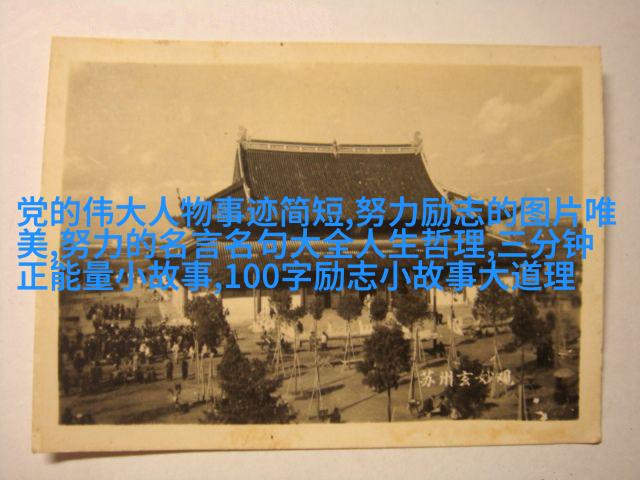 党的伟大人物事迹简短,努力励志的图片唯
美,努力的名言名句大全人生哲理,三分钟
正能量小故事,100字励志小故事大道理
苏州玄妙观